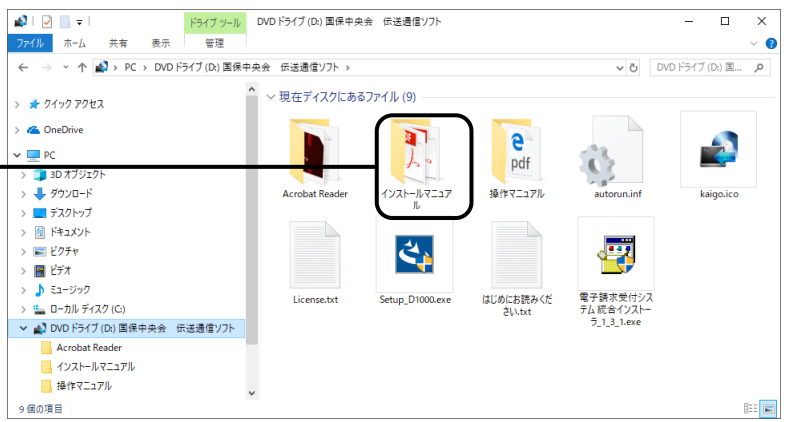 ドライブ ツール
DVD ドライブ (D:) 国保中央会　伝送通信ソフト
ファイル
ホーム
共有
表示
管理
PC
DVD ドライブ (D:) 国保中央会　伝送通信ソフト
DVD ドライブ (D:) 国...
クイック アクセス
OneDrive
PC
3D オブジェクト
ダウンロード
デスクトップ
ドキュメント
ピクチャ
ビデオ
ミュージック
ローカル ディスク (C:)
DVD ドライブ (D:) 国保中央会　伝送通信ソフト
Acrobat Reader
インストールマニュアル
操作マニュアル
現在ディスクにあるファイル (9)
pdf
Acrobat Reader
インストールマニュア
ル
操作マニュアル
autorun.inf
kaigo.ico
License.txt
Setup_D1000.exe
はじめにお読みくだ
さい.txt
電子請求受付シス
テム 統合インストー
ラ_1_3_1.exe
9 個の項目